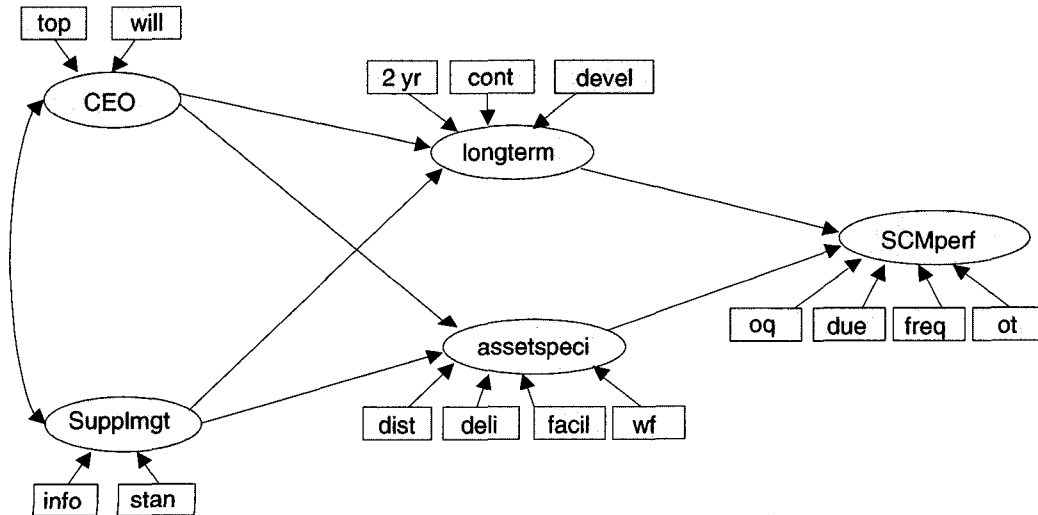 top will
CEO
2 yr cont devel
longterm
SCMperf
oq due freq ot
assetspeci
dist deli facil wf
Supplmgt
info stan